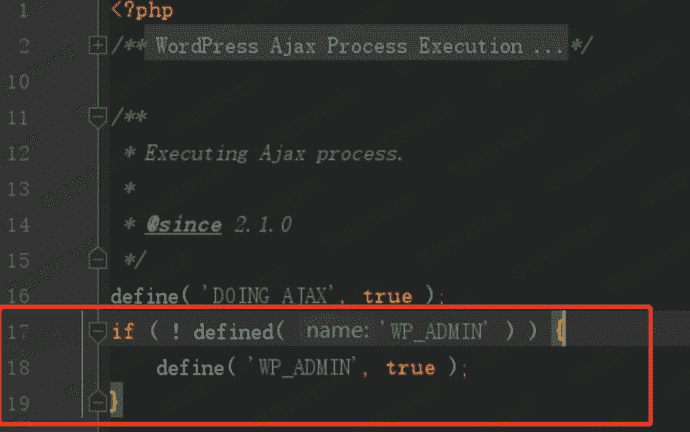 1 <?php
2 /** WordPress Ajax Process Execution ...*/
10
11 /**
12 * Executing Ajax process.
13 *
14 * @since 2.1.0
15 */
16 define( 'DOING_AJAX', true );
17 if ( ! defined( name: 'WP_ADMIN' ) ) {
18 define( 'WP_ADMIN', true );
19 }